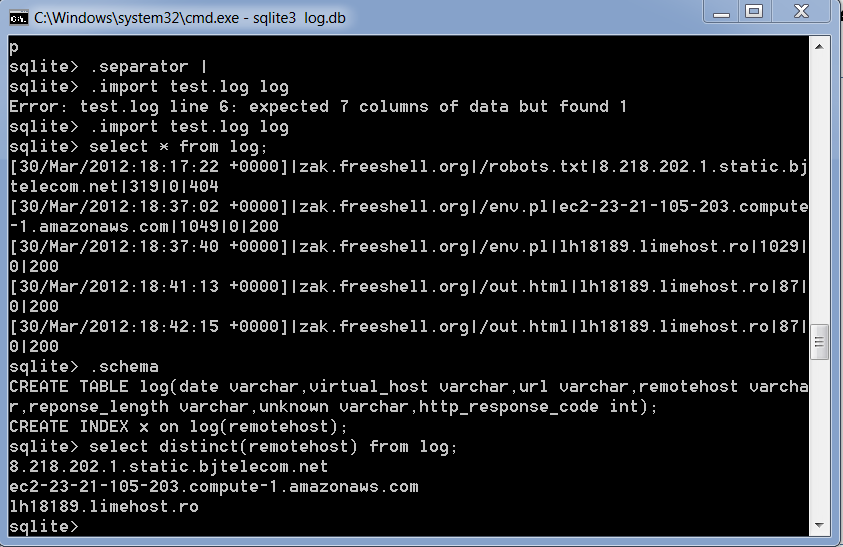 C:\Windows\system32\cmd.exe - sqlite3  log.db
p
sqlite> .separator |
sqlite> .import test.log log
Error: test.log line 6: expected 7 columns of data but found 1
sqlite> .import test.log log
sqlite> select * from log;
[30/Mar/2012:18:17:22 +0000]|zak.freeshell.org|/robots.txt|8.218.202.1.static.bj
telecom.net|319|0|404
[30/Mar/2012:18:37:02 +0000]|zak.freeshell.org|/env.pl|ec2-23-21-105-203.compute
-1.amazonaws.com|1049|0|200
[30/Mar/2012:18:37:40 +0000]|zak.freeshell.org|/env.pl|lh18189.limehost.ro|1029|
0|200
[30/Mar/2012:18:41:13 +0000]|zak.freeshell.org|/out.html|lh18189.limehost.ro|87|
0|200
[30/Mar/2012:18:42:15 +0000]|zak.freeshell.org|/out.html|lh18189.limehost.ro|87|
0|200
sqlite> .schema
CREATE TABLE log(date varchar,virtual_host varchar,url varchar,remotehost varcha
r,reponse_length varchar,unknown varchar,http_response_code int);
CREATE INDEX x on log(remotehost);
sqlite> select distinct(remotehost) from log;
8.218.202.1.static.bjtelecom.net
ec2-23-21-105-203.compute-1.amazonaws.com
lh18189.limehost.ro
sqlite>